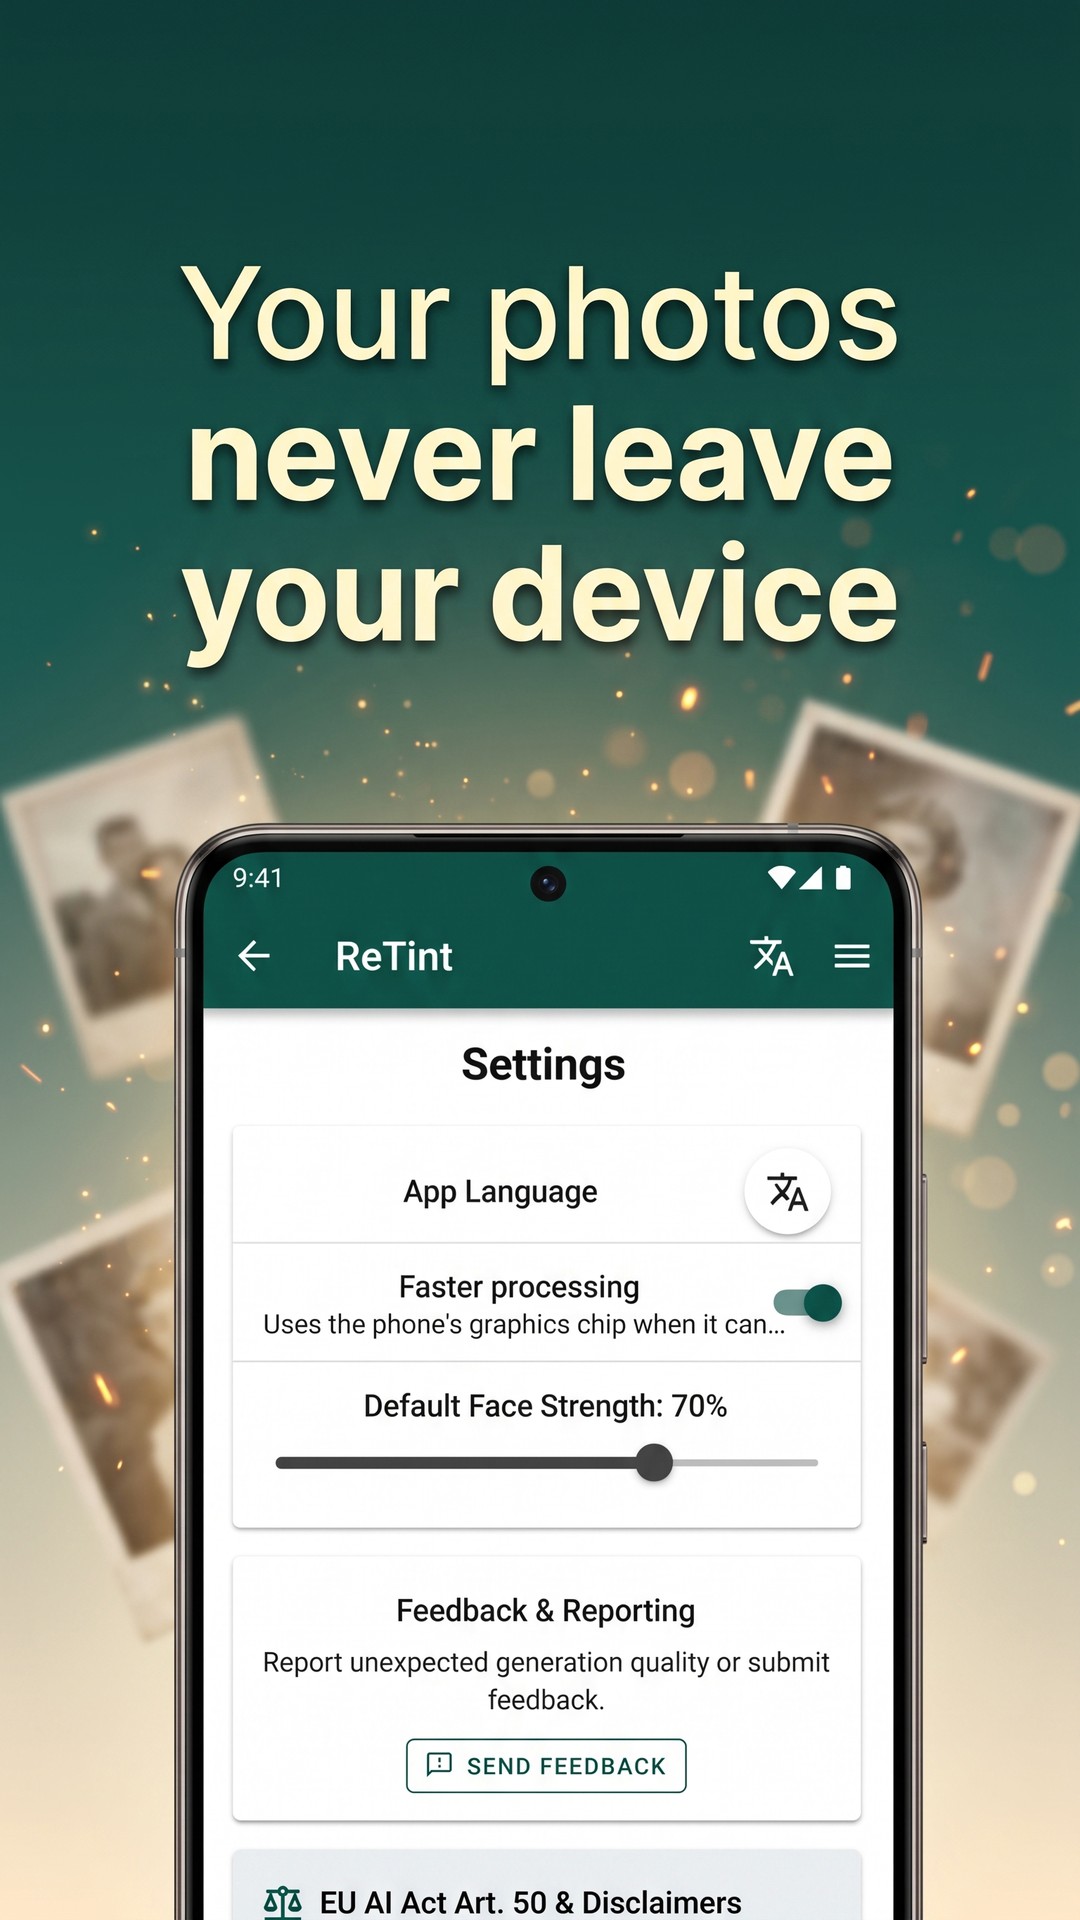 Your photos
never leave
your device
9:41
ReTint
Settings
App Language
Faster processing
Uses the phone's graphics chip when it can...
Default Face Strength: 70%
Feedback & Reporting
Report unexpected generation quality or submit
feedback.
SEND FEEDBACK
EU AI Act Art. 50 & Disclaimers